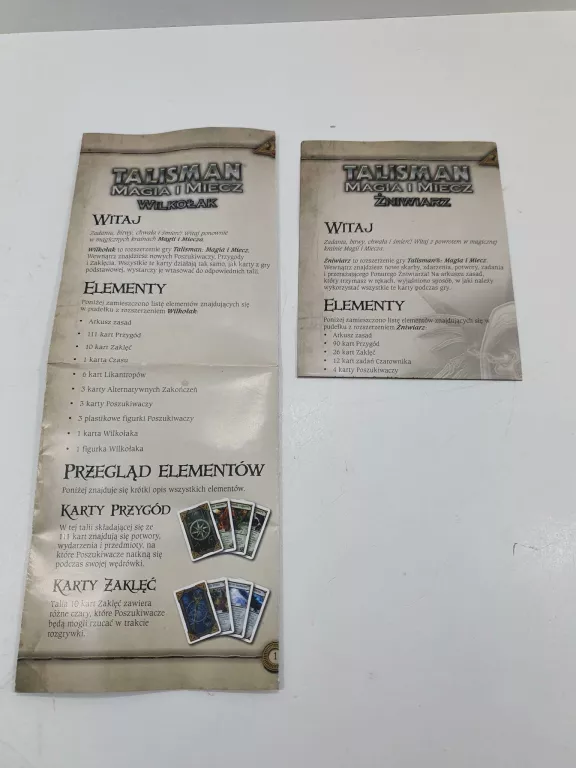 TALISMAN
MAGIA I MIECZ
WILKOŁAK
WITAJ
Zadania, bitwy, chwała i śmierć! Witaj ponownie
w magicznych krainach Magii i Miecza.
Wilkołak to rozszerzenie gry Talisman: Magia i Miecz.
Wewnątrz znajdziesz nowych Poszukiwaczy, Przygody
i Zaklęcia. Wszystkie te karty działają tak samo, jak karty z gry
podstawowej, wystarczy je wtasować do odpowiednich talii.
ELEMENTY
Poniżej zamieszczono listę elementów znajdujących się
w pudełku z rozszerzeniem Wilkołak:
• Arkusz zasad
• 111 kart Przygód
• 10 kart Zaklęć
• 1 karta Czasu
• 6 kart Likantropów
• 3 karty Alternatywnych Zakończeń
• 3 karty Poszukiwaczy
• 3 plastikowe figurki Poszukiwaczy
• 1 karta Wilkołaka
• 1 figurka Wilkołaka
PRZEGLĄD ELEMENTÓW
Poniżej znajduje się krótki opis wszystkich elementów.
KARTY PRZYGÓD
W tej talii składającej się ze
111 kart znajdują się potwory,
wydarzenia i przedmioty, na
które Poszukiwacze natkną się
podczas swojej wędrówki.
KARTY ZAKLĘĆ
Talia 10 kart Zaklęć zawiera
różne czary, które Poszukiwacze
będą mogli rzucać w trakcie
rozgrywki.
1
TALISMAN
MAGIA I MIECZ
ŻNIWIARZ
WITAJ
Zadania, bitwy, chwała i śmierć! Witaj z powrotem w magicznej
krainie Magii i Miecza.
Żniwiarz to rozszerzenie gry Talisman®: Magia i Miecz.
Wewnątrz znajdziesz nowe skarby, zdarzenia, potwory, zadania
i przerażającego Ponurego Żniwiarza! Na arkuszu zasad,
który trzymasz w rękach, wyjaśniono sposób, w jaki należy
wykorzystać wszystkie te karty podczas gry.
ELEMENTY
Poniżej zamieszczono listę elementów znajdujących się w
pudełku z rozszerzeniem Żniwiarz:
• Arkusz zasad
• 90 kart Przygód
• 26 kart Zaklęć
• 12 kart zadań Czarownika
• 4 karty Poszukiwaczy